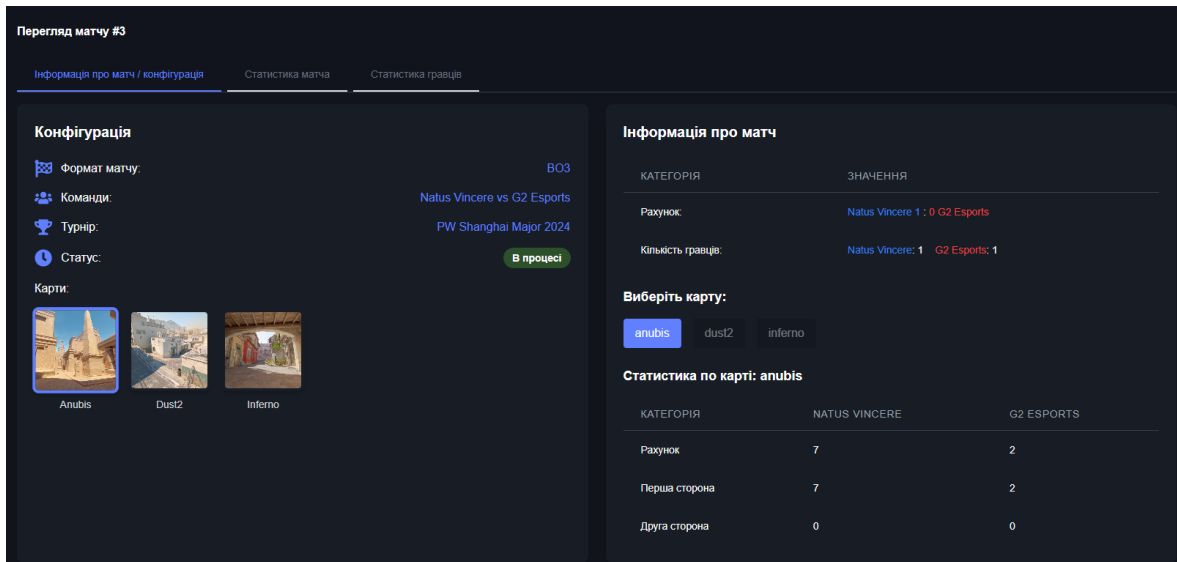 Перегляд матчу #3
Інформація про матч / конфігурація
Статистика матча
Статистика гравців
Конфігурація
Формат матчу: BO3
Команди: Natus Vincere vs G2 Esports
Турнір: PW Shanghai Major 2024
Статус: В процесі
Карти:
Anubis Dust2 Inferno
Інформація про матч
КАТЕГОРІЯ ЗНАЧЕННЯ
Рахунок: Natus Vincere 1 : 0 G2 Esports
Кількість гравців: Natus Vincere: 1 G2 Esports: 1
Виберіть карту:
anubis dust2 inferno
Статистика по карті: anubis
КАТЕГОРІЯ NATUS VINCERE G2 ESPORTS
Рахунок 7 2
Перша сторона 7 2
Друга сторона 0 0